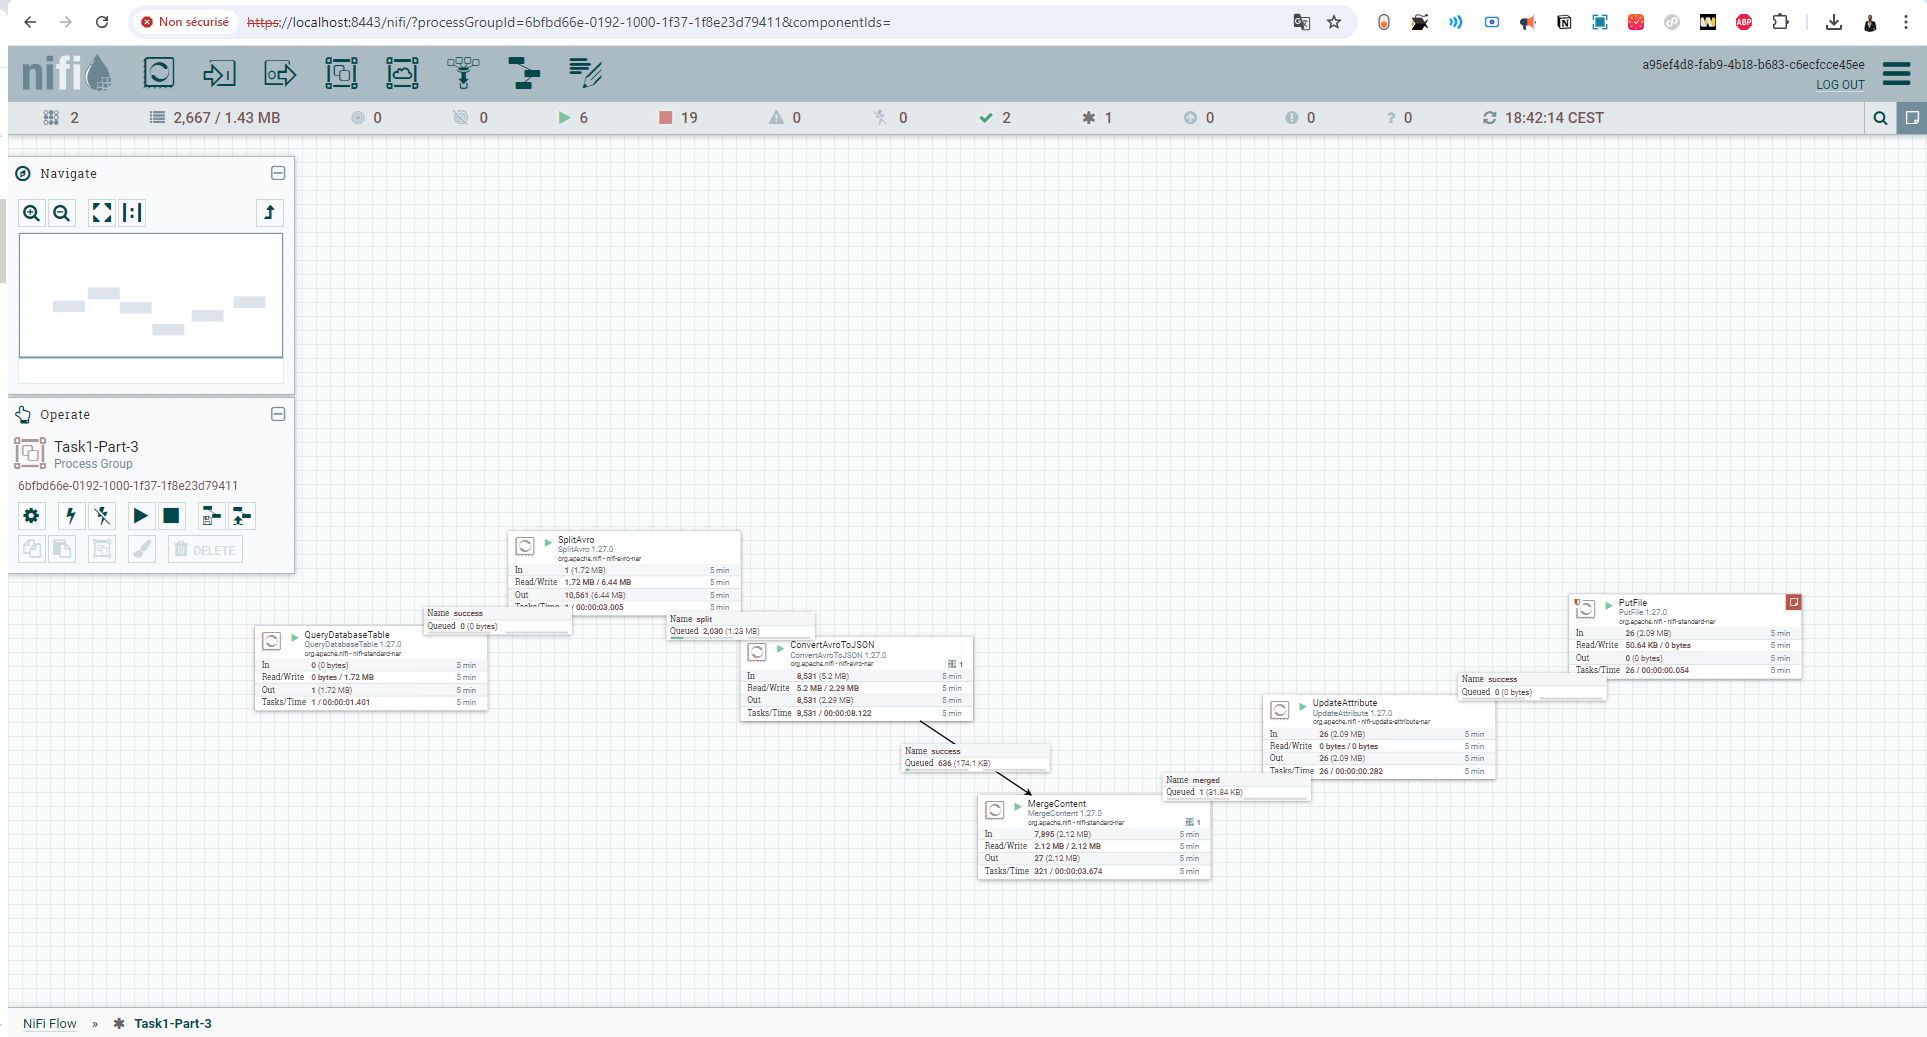 Non sécurisé https://localhost:8443/nifi/?processGroupId=6bfbd66e-0192-1000-1f37-1f8e23d79411&componentIds=
ABP
nifi
a95ef4d8-fab9-4b18-b683-c6ecfcce45ee
LOG OUT
2 2,667 / 1.43 MB 0 0 6 19 0 0 2 1 0 0 ? 0 18:42:14 CEST
Navigate
Operate
Task1-Part-3
Process Group
6bfbd66e-0192-1000-1f37-1f8e23d79411
DELETE
SplitAvro
SplitAvro 1.27.0
org.apache.nifi - nifi-avro-nar
In 1 (1.72 MB) 5 min
Read/Write 1.72 MB / 6.44 MB 5 min
Out 10,561 (6.44 MB) 5 min
Tasks/Time 1 / 00:00:03.005 5 min
Name success
Queued 0 (0 bytes)
QueryDatabaseTable
QueryDatabaseTable 1.27.0
org.apache.nifi - nifi-standard-nar
In 0 (0 bytes) 5 min
Read/Write 0 bytes / 1.72 MB 5 min
Out 1 (1.72 MB) 5 min
Tasks/Time 1 / 00:00:01.401 5 min
Name split
Queued 2,030 (1.23 MB)
ConvertAvroToJSON
ConvertAvroToJSON 1.27.0
org.apache.nifi - nifi-avro-nar
1
In 8,531 (5.2 MB) 5 min
Read/Write 5.2 MB / 2.29 MB 5 min
Out 8,531 (2.29 MB) 5 min
Tasks/Time 8,531 / 00:00:08.122 5 min
Name success
Queued 636 (174.1 KB)
MergeContent
MergeContent 1.27.0
org.apache.nifi - nifi-standard-nar
1
In 7,895 (2.12 MB) 5 min
Read/Write 2.12 MB / 2.12 MB 5 min
Out 27 (2.12 MB) 5 min
Tasks/Time 321 / 00:00:03.674 5 min
Name merged
Queued 1 (31.84 KB)
UpdateAttribute
UpdateAttribute 1.27.0
org.apache.nifi - nifi-update-attribute-nar
In 26 (2.09 MB) 5 min
Read/Write 0 bytes / 0 bytes 5 min
Out 26 (2.09 MB) 5 min
Tasks/Time 26 / 00:00:00.282 5 min
Name success
Queued 0 (0 bytes)
PutFile
PutFile 1.27.0
org.apache.nifi - nifi-standard-nar
In 26 (2.09 MB) 5 min
Read/Write 50.64 KB / 0 bytes 5 min
Out 0 (0 bytes) 5 min
Tasks/Time 26 / 00:00:00.054 5 min
NiFi Flow » Task1-Part-3